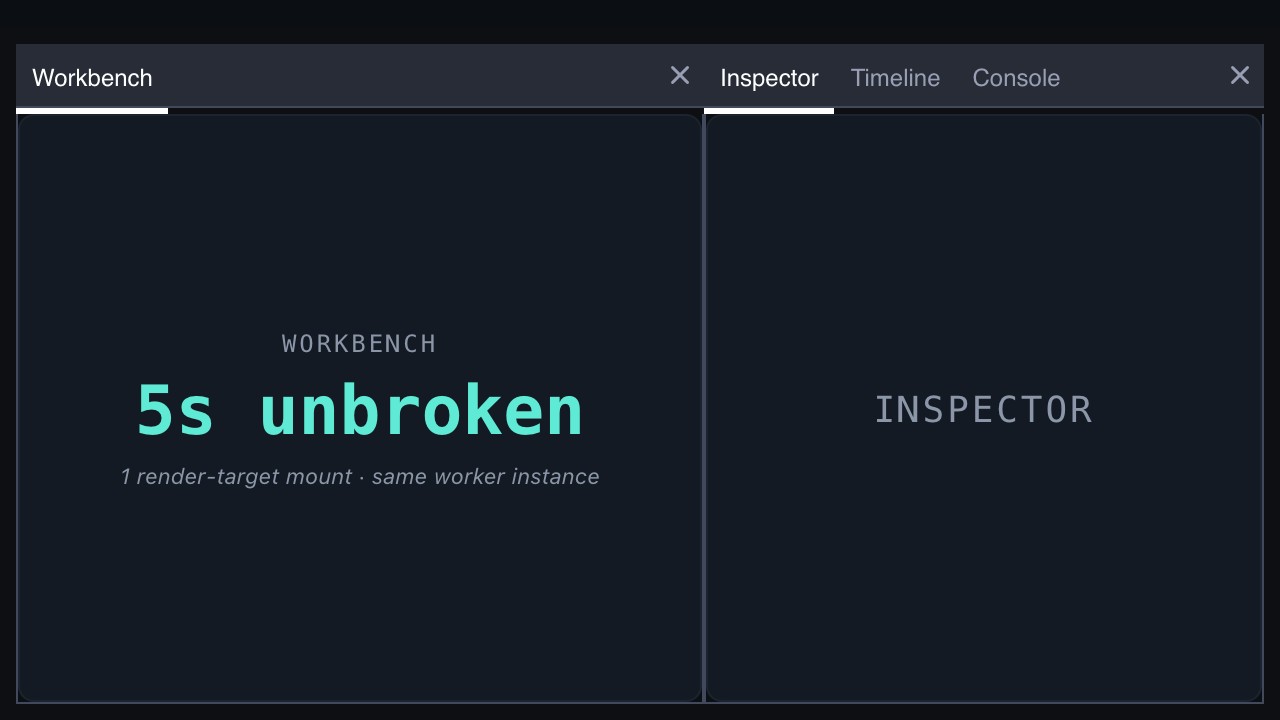 Workbench
Inspector
Timeline
Console
WORKBENCH
5s unbroken
1 render-target mount · same worker instance
INSPECTOR